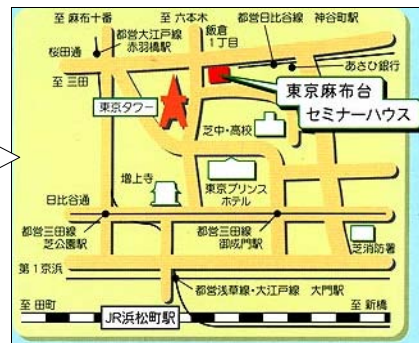 至 麻布十番
至 六本木
都営日比谷線 神谷町駅
都営大江戸線
赤羽橋駅
飯倉
1丁目
桜田通
至 三田
あさひ銀行
東京麻布台
セミナーハウス
東京タワー
芝中・高校
増上寺
東京プリンス
ホテル
日比谷通
都営三田線
芝公園駅
都営三田線
御成門駅
芝消防署
第1京浜
都営浅草線・大江戸線 大門駅
至 田町
JR浜松町駅
至 新橋